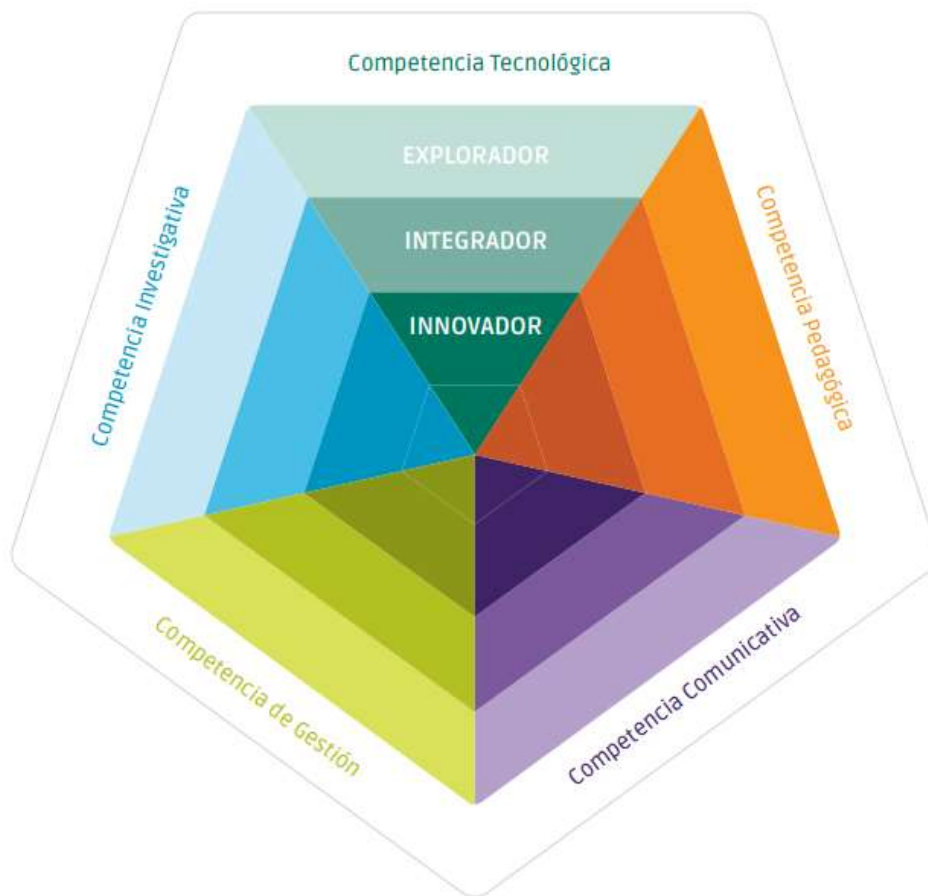 Competencia Tecnológica
EXPLORADOR
INTEGRADOR
INNOVADOR
Competencia Investigativa
Competencia Pedagógica
Competencia de Gestión
Competencia Comunicativa